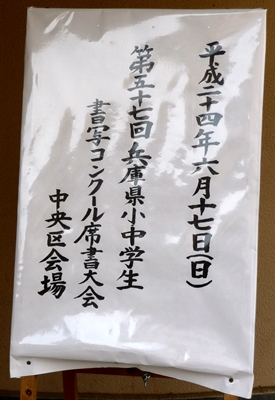 平成二十四年六月十七日(日)
第五十七回兵庫県小中学生
書写コンクール席書大会
中央区会場